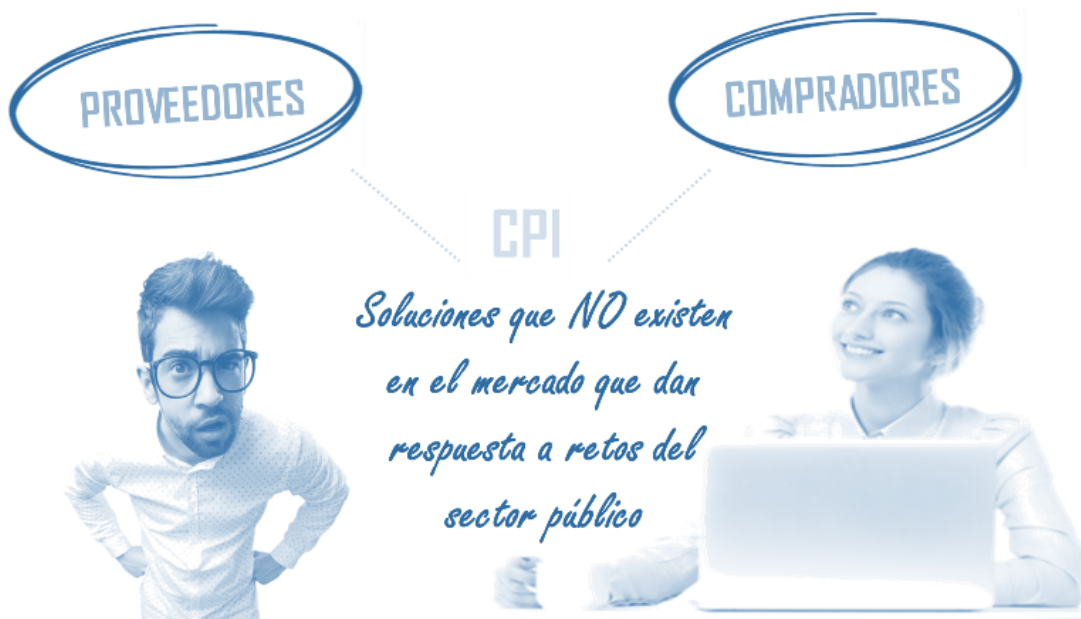 PROVEEDORES
COMPRADORES
CPI
Soluciones que NO existen
en el mercado que dan
respuesta a retos del
sector público